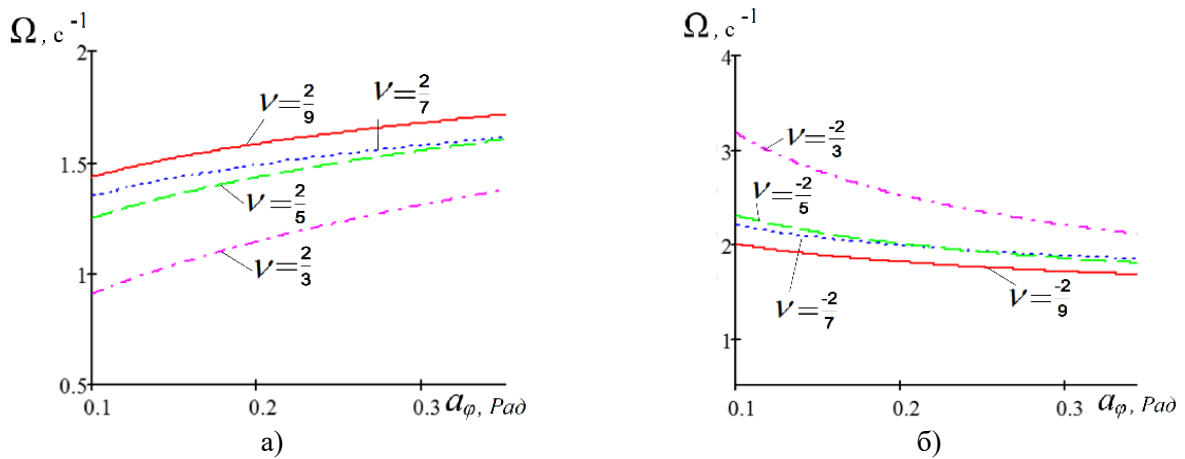 Ω, с⁻¹
2
ν=2/9
ν=2/7
1.5
ν=2/5
1
ν=2/3
0.5
0.1 0.2 0.3 aφ, Рад
а)
Ω, с⁻¹
4
ν=-2/3
3
ν=-2/5
2
ν=-2/7
ν=-2/9
1
0.1 0.2 0.3 aφ, Рад
б)